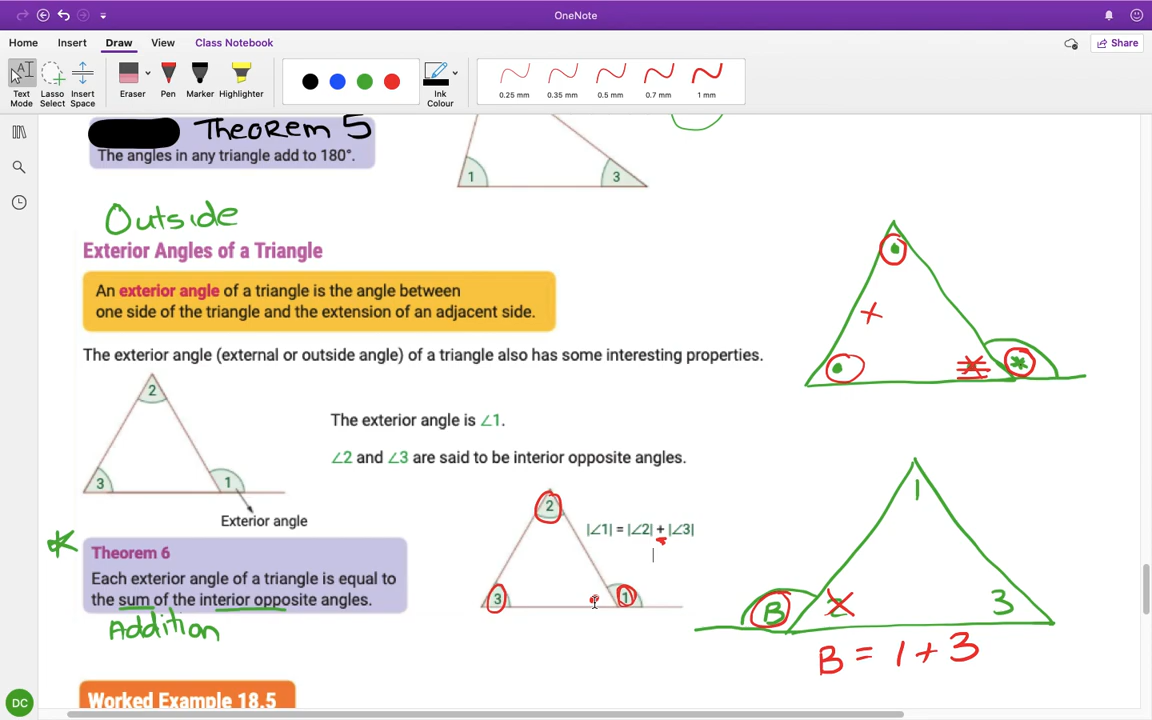 OneNote
Home Insert Draw View Class Notebook
Share
Text Mode
Lasso Select
Insert Space
Eraser
Pen
Marker
Highlighter
Ink Colour
0.25 mm 0.35 mm 0.5 mm 0.7 mm 1 mm
Theorem 5
The angles in any triangle add to 180°.
1 3
Outside
Exterior Angles of a Triangle
An exterior angle of a triangle is the angle between
one side of the triangle and the extension of an adjacent side.
The exterior angle (external or outside angle) of a triangle also has some interesting properties.
2
3 1
Exterior angle
The exterior angle is ∠1.
∠2 and ∠3 are said to be interior opposite angles.
2
3 1
|∠1| = |∠2| + |∠3|
Theorem 6
Each exterior angle of a triangle is equal to
the sum of the interior opposite angles.
Addition
+
1
B 3
B = 1 + 3
Worked Example 18.5
DC